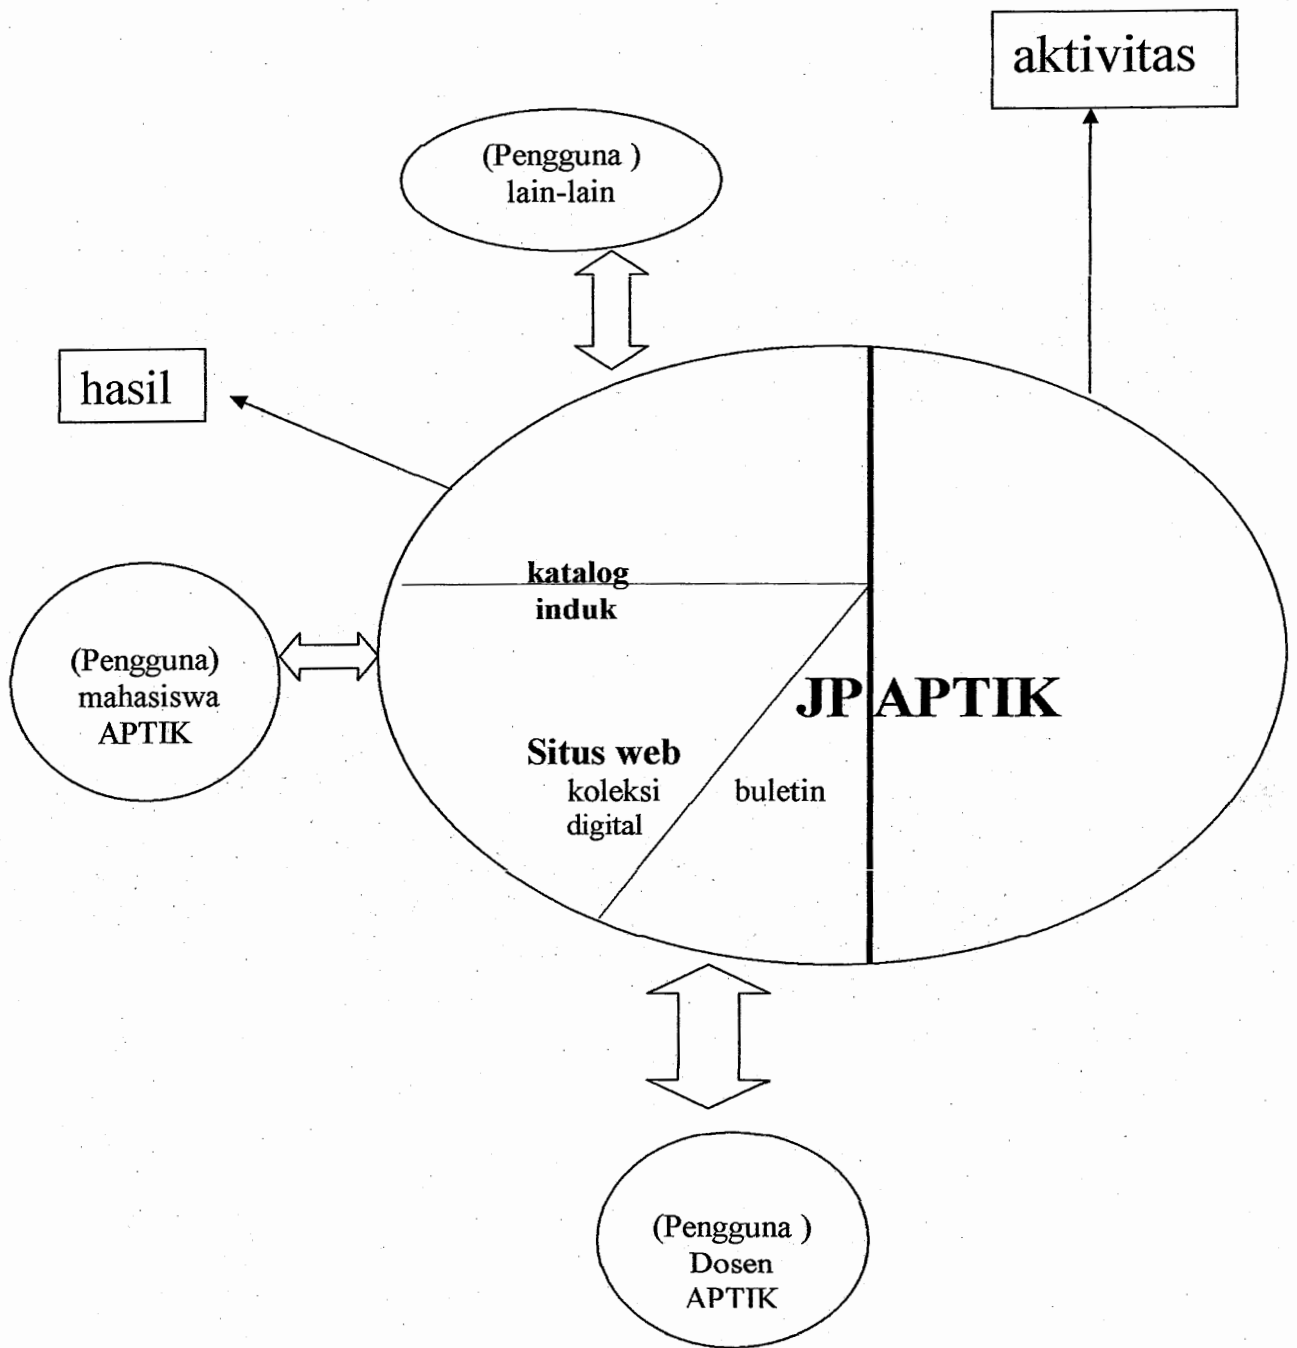 aktivitas
(Pengguna )
lain-lain
hasil
katalog
induk
(Pengguna)
mahasiswa
APTIK
JP APTIK
Situs web
koleksi
digital
buletin
(Pengguna )
Dosen
APTIK